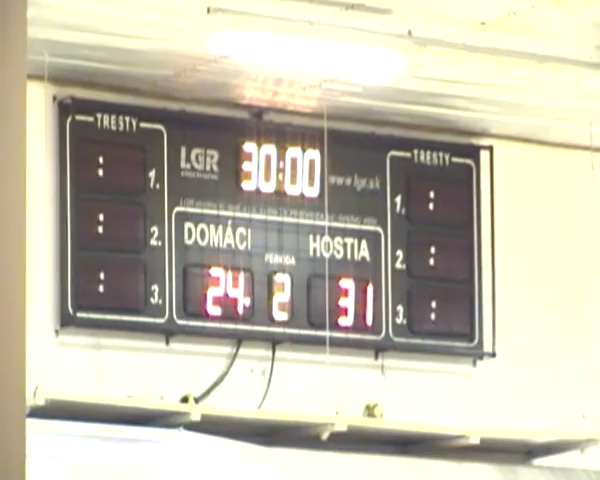 TRESTY
TRESTY
LGR
30:00
www.lgr.sk
:
1.
1.
:
:
2.
2.
:
:
3.
3.
:
DOMÁCI
HOSTIA
PERIÓDA
24.
2
31